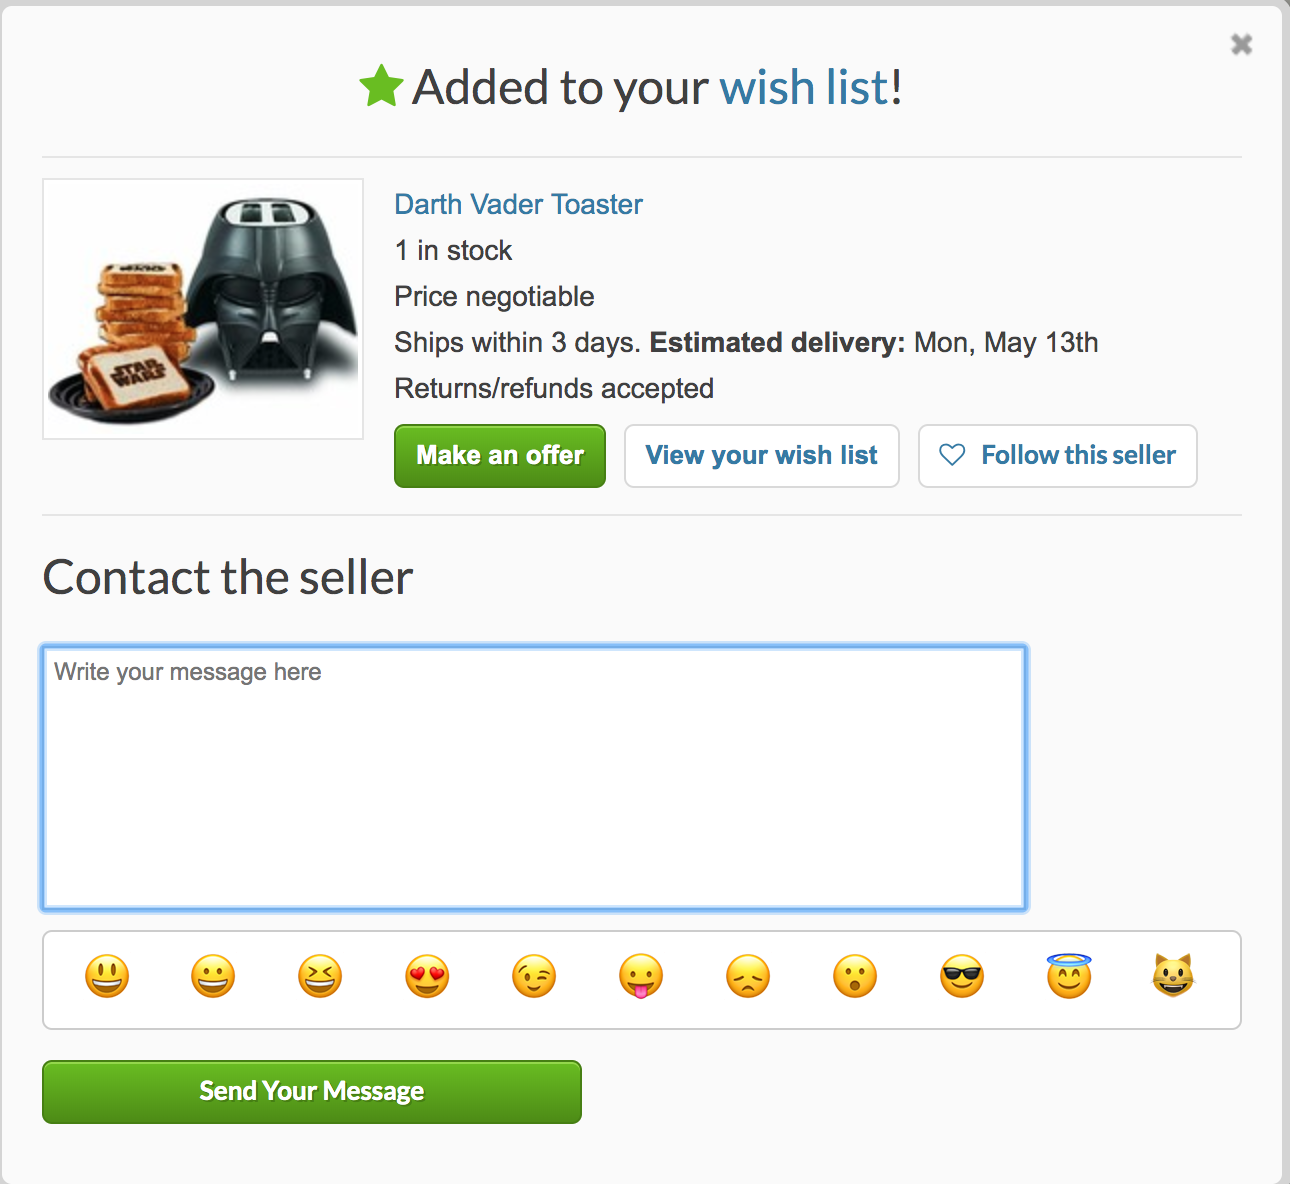 Added to your wish list!
STAR
WARS
Darth Vader Toaster
1 in stock
Price negotiable
Ships within 3 days. Estimated delivery: Mon, May 13th
Returns/refunds accepted
Make an offer
View your wish list
Follow this seller
Contact the seller
Write your message here
Send Your Message